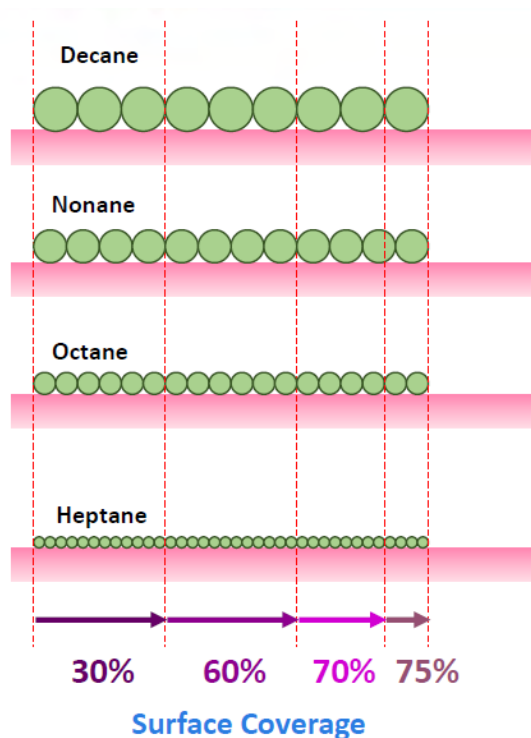 Decane
Nonane
Octane
Heptane
30% 60% 70% 75%
Surface Coverage